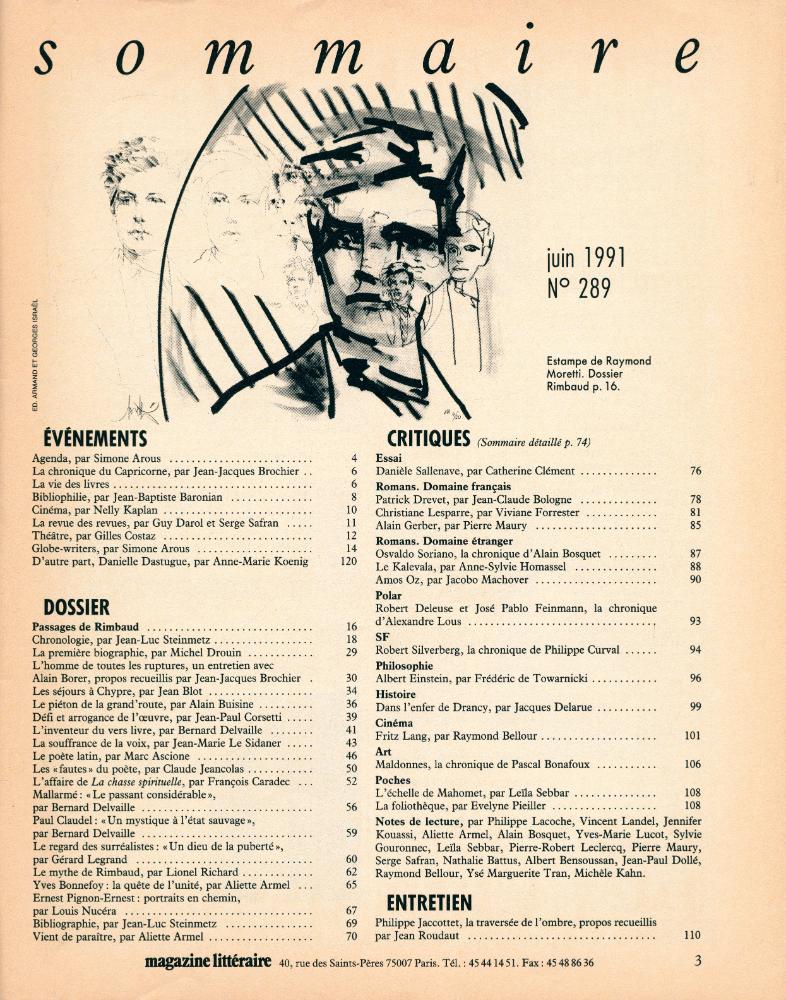 sommaire
juin 1991
N° 289
Estampe de Raymond
Moretti. Dossier
Rimbaud p. 16.
ED. ARMAND ET GEORGES ISRAËL
ÉVÉNEMENTS
Agenda, par Simone Arous ........................ 4
La chronique du Capricorne, par Jean-Jacques Brochier .. 6
La vie des livres ............................... 6
Bibliophilie, par Jean-Baptiste Baronian ............. 8
Cinéma, par Nelly Kaplan ........................ 10
La revue des revues, par Guy Darol et Serge Safran ..... 11
Théâtre, par Gilles Costaz ....................... 12
Globe-writers, par Simone Arous .................. 14
D'autre part, Danielle Dastugue, par Anne-Marie Koenig 120
DOSSIER
Passages de Rimbaud ........................... 16
Chronologie, par Jean-Luc Steinmetz ................ 18
La première biographie, par Michel Drouin ........... 29
L'homme de toutes les ruptures, un entretien avec
Alain Borer, propos recueillis par Jean-Jacques Brochier . 30
Les séjours à Chypre, par Jean Blot ................. 34
Le piéton de la grand'route, par Alain Buisine ......... 36
Défi et arrogance de l'œuvre, par Jean-Paul Corsetti ..... 39
L'inventeur du vers livre, par Bernard Delvaille ........ 41
La souffrance de la voix, par Jean-Marie Le Sidaner ..... 43
Le poète latin, par Marc Ascione ................... 46
Les «fautes» du poète, par Claude Jeancolas ........... 50
L'affaire de La chasse spirituelle, par François Caradec ... 52
Mallarmé : «Le passant considérable»,
par Bernard Delvaille ........................... 56
Paul Claudel : «Un mystique à l'état sauvage»,
par Bernard Delvaille ........................... 59
Le regard des surréalistes : «Un dieu de la puberté»,
par Gérard Legrand ............................ 60
Le mythe de Rimbaud, par Lionel Richard ............ 62
Yves Bonnefoy : la quête de l'unité, par Aliette Armel ... 65
Ernest Pignon-Ernest : portraits en chemin,
par Louis Nucéra .............................. 67
Bibliographie, par Jean-Luc Steinmetz ............... 69
Vient de paraître, par Aliette Armel ................. 70
CRITIQUES (Sommaire détaillé p. 74)
Essai
Danièle Sallenave, par Catherine Clément ............. 76
Romans. Domaine français
Patrick Drevet, par Jean-Claude Bologne ............. 78
Christiane Lesparre, par Viviane Forrester ............ 81
Alain Gerber, par Pierre Maury .................... 85
Romans. Domaine étranger
Osvaldo Soriano, la chronique d'Alain Bosquet ......... 87
Le Kalevala, par Anne-Sylvie Homassel .............. 88
Amos Oz, par Jacobo Machover .................... 90
Polar
Robert Deleuse et José Pablo Feinmann, la chronique
d'Alexandre Lous ............................... 93
SF
Robert Silverberg, la chronique de Philippe Curval ...... 94
Philosophie
Albert Einstein, par Frédéric de Towarnicki ........... 96
Histoire
Dans l'enfer de Drancy, par Jacques Delarue .......... 99
Cinéma
Fritz Lang, par Raymond Bellour ................... 101
Art
Maldonnes, la chronique de Pascal Bonafoux .......... 106
Poches
L'échelle de Mahomet, par Leïla Sebbar .............. 108
La foliothèque, par Evelyne Pieiller ................. 108
Notes de lecture, par Philippe Lacoche, Vincent Landel, Jennifer
Kouassi, Aliette Armel, Alain Bosquet, Yves-Marie Lucot, Sylvie
Gouronnec, Leïla Sebbar, Pierre-Robert Leclercq, Pierre Maury,
Serge Safran, Nathalie Battus, Albert Bensoussan, Jean-Paul Dollé,
Raymond Bellour, Ysé Marguerite Tran, Michèle Kahn.
ENTRETIEN
Philippe Jaccottet, la traversée de l'ombre, propos recueillis
par Jean Roudaut ............................... 110
magazine littéraire 40, rue des Saints-Pères 75007 Paris. Tél. : 45 44 14 51. Fax : 45 48 86 36 3